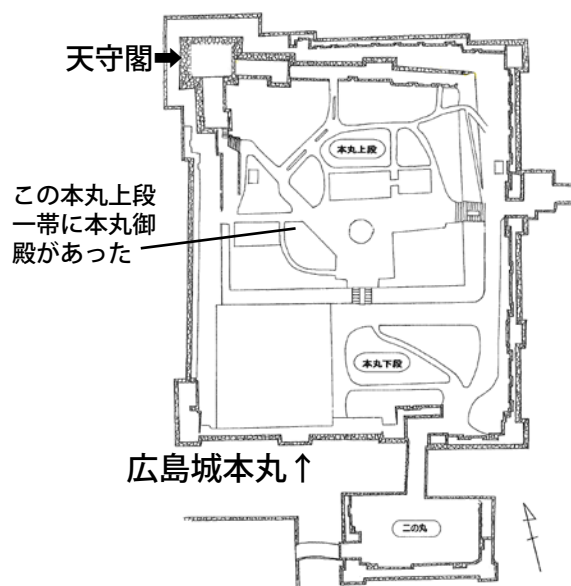 天守閣➡
本丸上段
この本丸上段
一帯に本丸御
殿があった
本丸下段
広島城本丸↑
二の丸